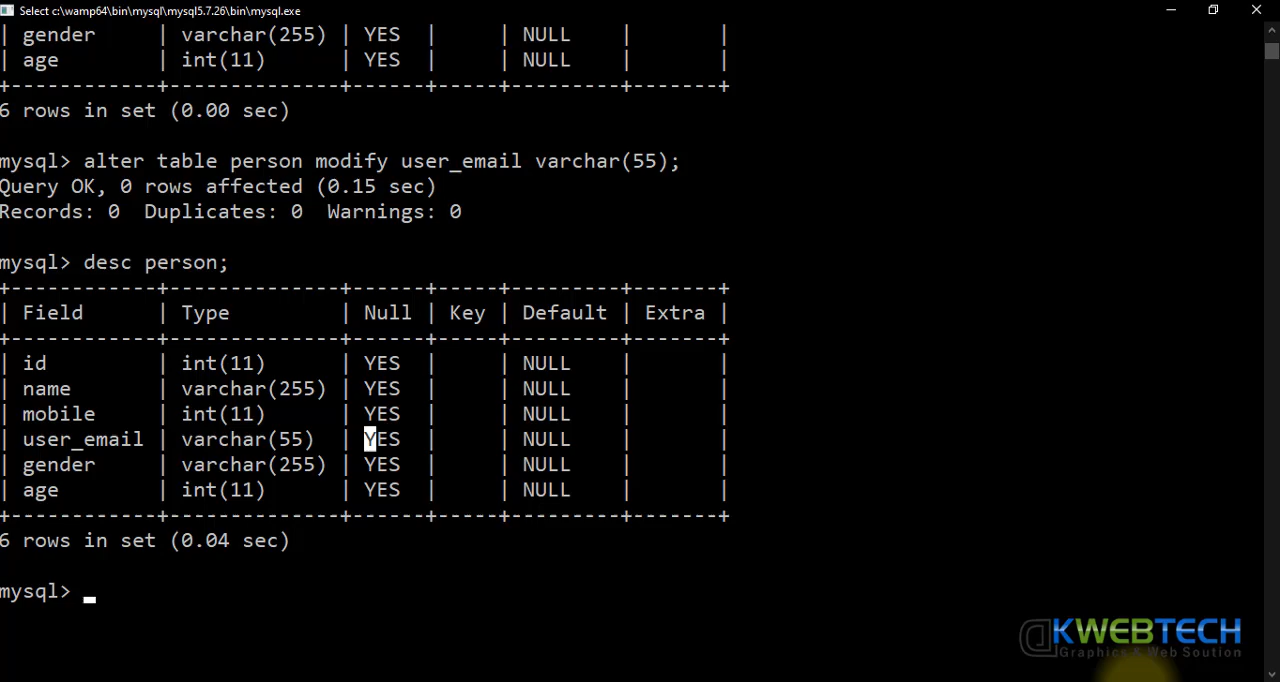 Select c:\wamp64\bin\mysql\mysql5.7.26\bin\mysql.exe
| gender     | varchar(255) | YES  |     | NULL    |       |
| age        | int(11)      | YES  |     | NULL    |       |
+------------+--------------+------+-----+---------+-------+
6 rows in set (0.00 sec)
mysql> alter table person modify user_email varchar(55);
Query OK, 0 rows affected (0.15 sec)
Records: 0  Duplicates: 0  Warnings: 0
mysql> desc person;
+------------+--------------+------+-----+---------+-------+
| Field      | Type         | Null | Key | Default | Extra |
+------------+--------------+------+-----+---------+-------+
| id         | int(11)      | YES  |     | NULL    |       |
| name       | varchar(255) | YES  |     | NULL    |       |
| mobile     | int(11)      | YES  |     | NULL    |       |
| user_email | varchar(55)  | YES  |     | NULL    |       |
| gender     | varchar(255) | YES  |     | NULL    |       |
| age        | int(11)      | YES  |     | NULL    |       |
+------------+--------------+------+-----+---------+-------+
6 rows in set (0.04 sec)
mysql> _
KWEBTECH
Graphics & Web Soution